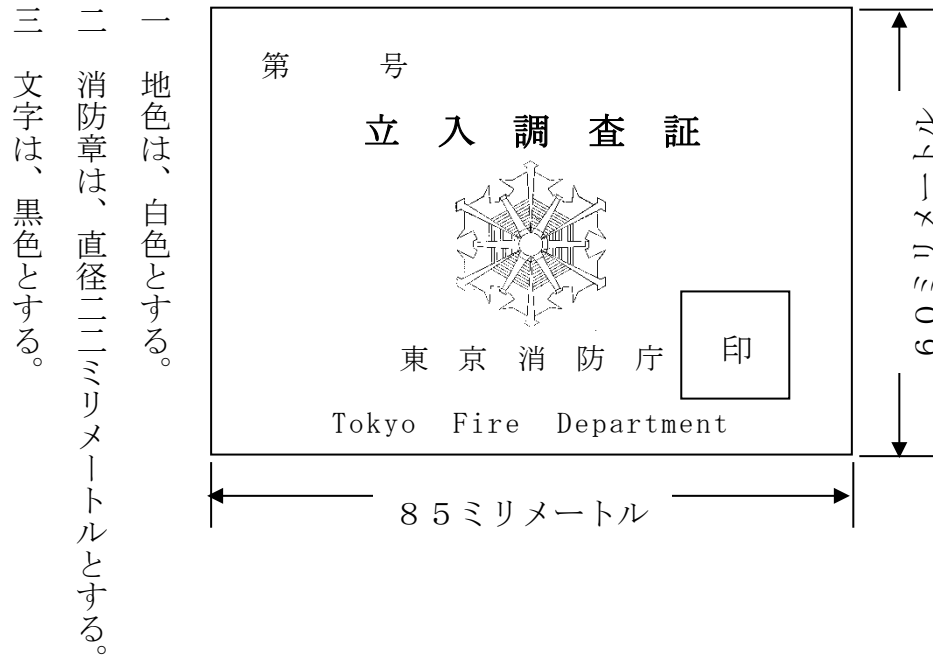 第　　号
立入調査証
東京消防庁 印
Tokyo Fire Department
85ミリメートル
60ミリメートル
一　地色は、白色とする。
二　消防章は、直径二二ミリメートルとする。
三　文字は、黒色とする。